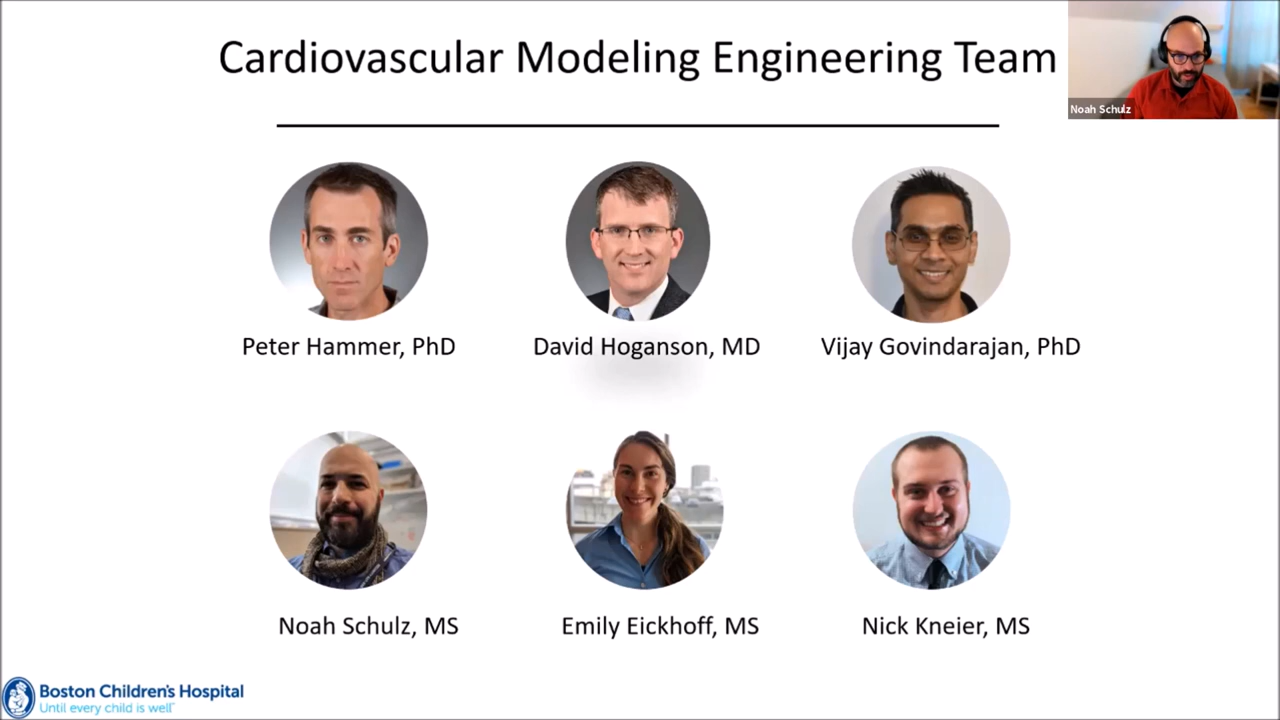 Cardiovascular Modeling Engineering Team
Noah Schulz
Peter Hammer, PhD
David Hoganson, MD
Vijay Govindarajan, PhD
Noah Schulz, MS
Emily Eickhoff, MS
Nick Kneier, MS
Boston Children's Hospital
Until every child is well™